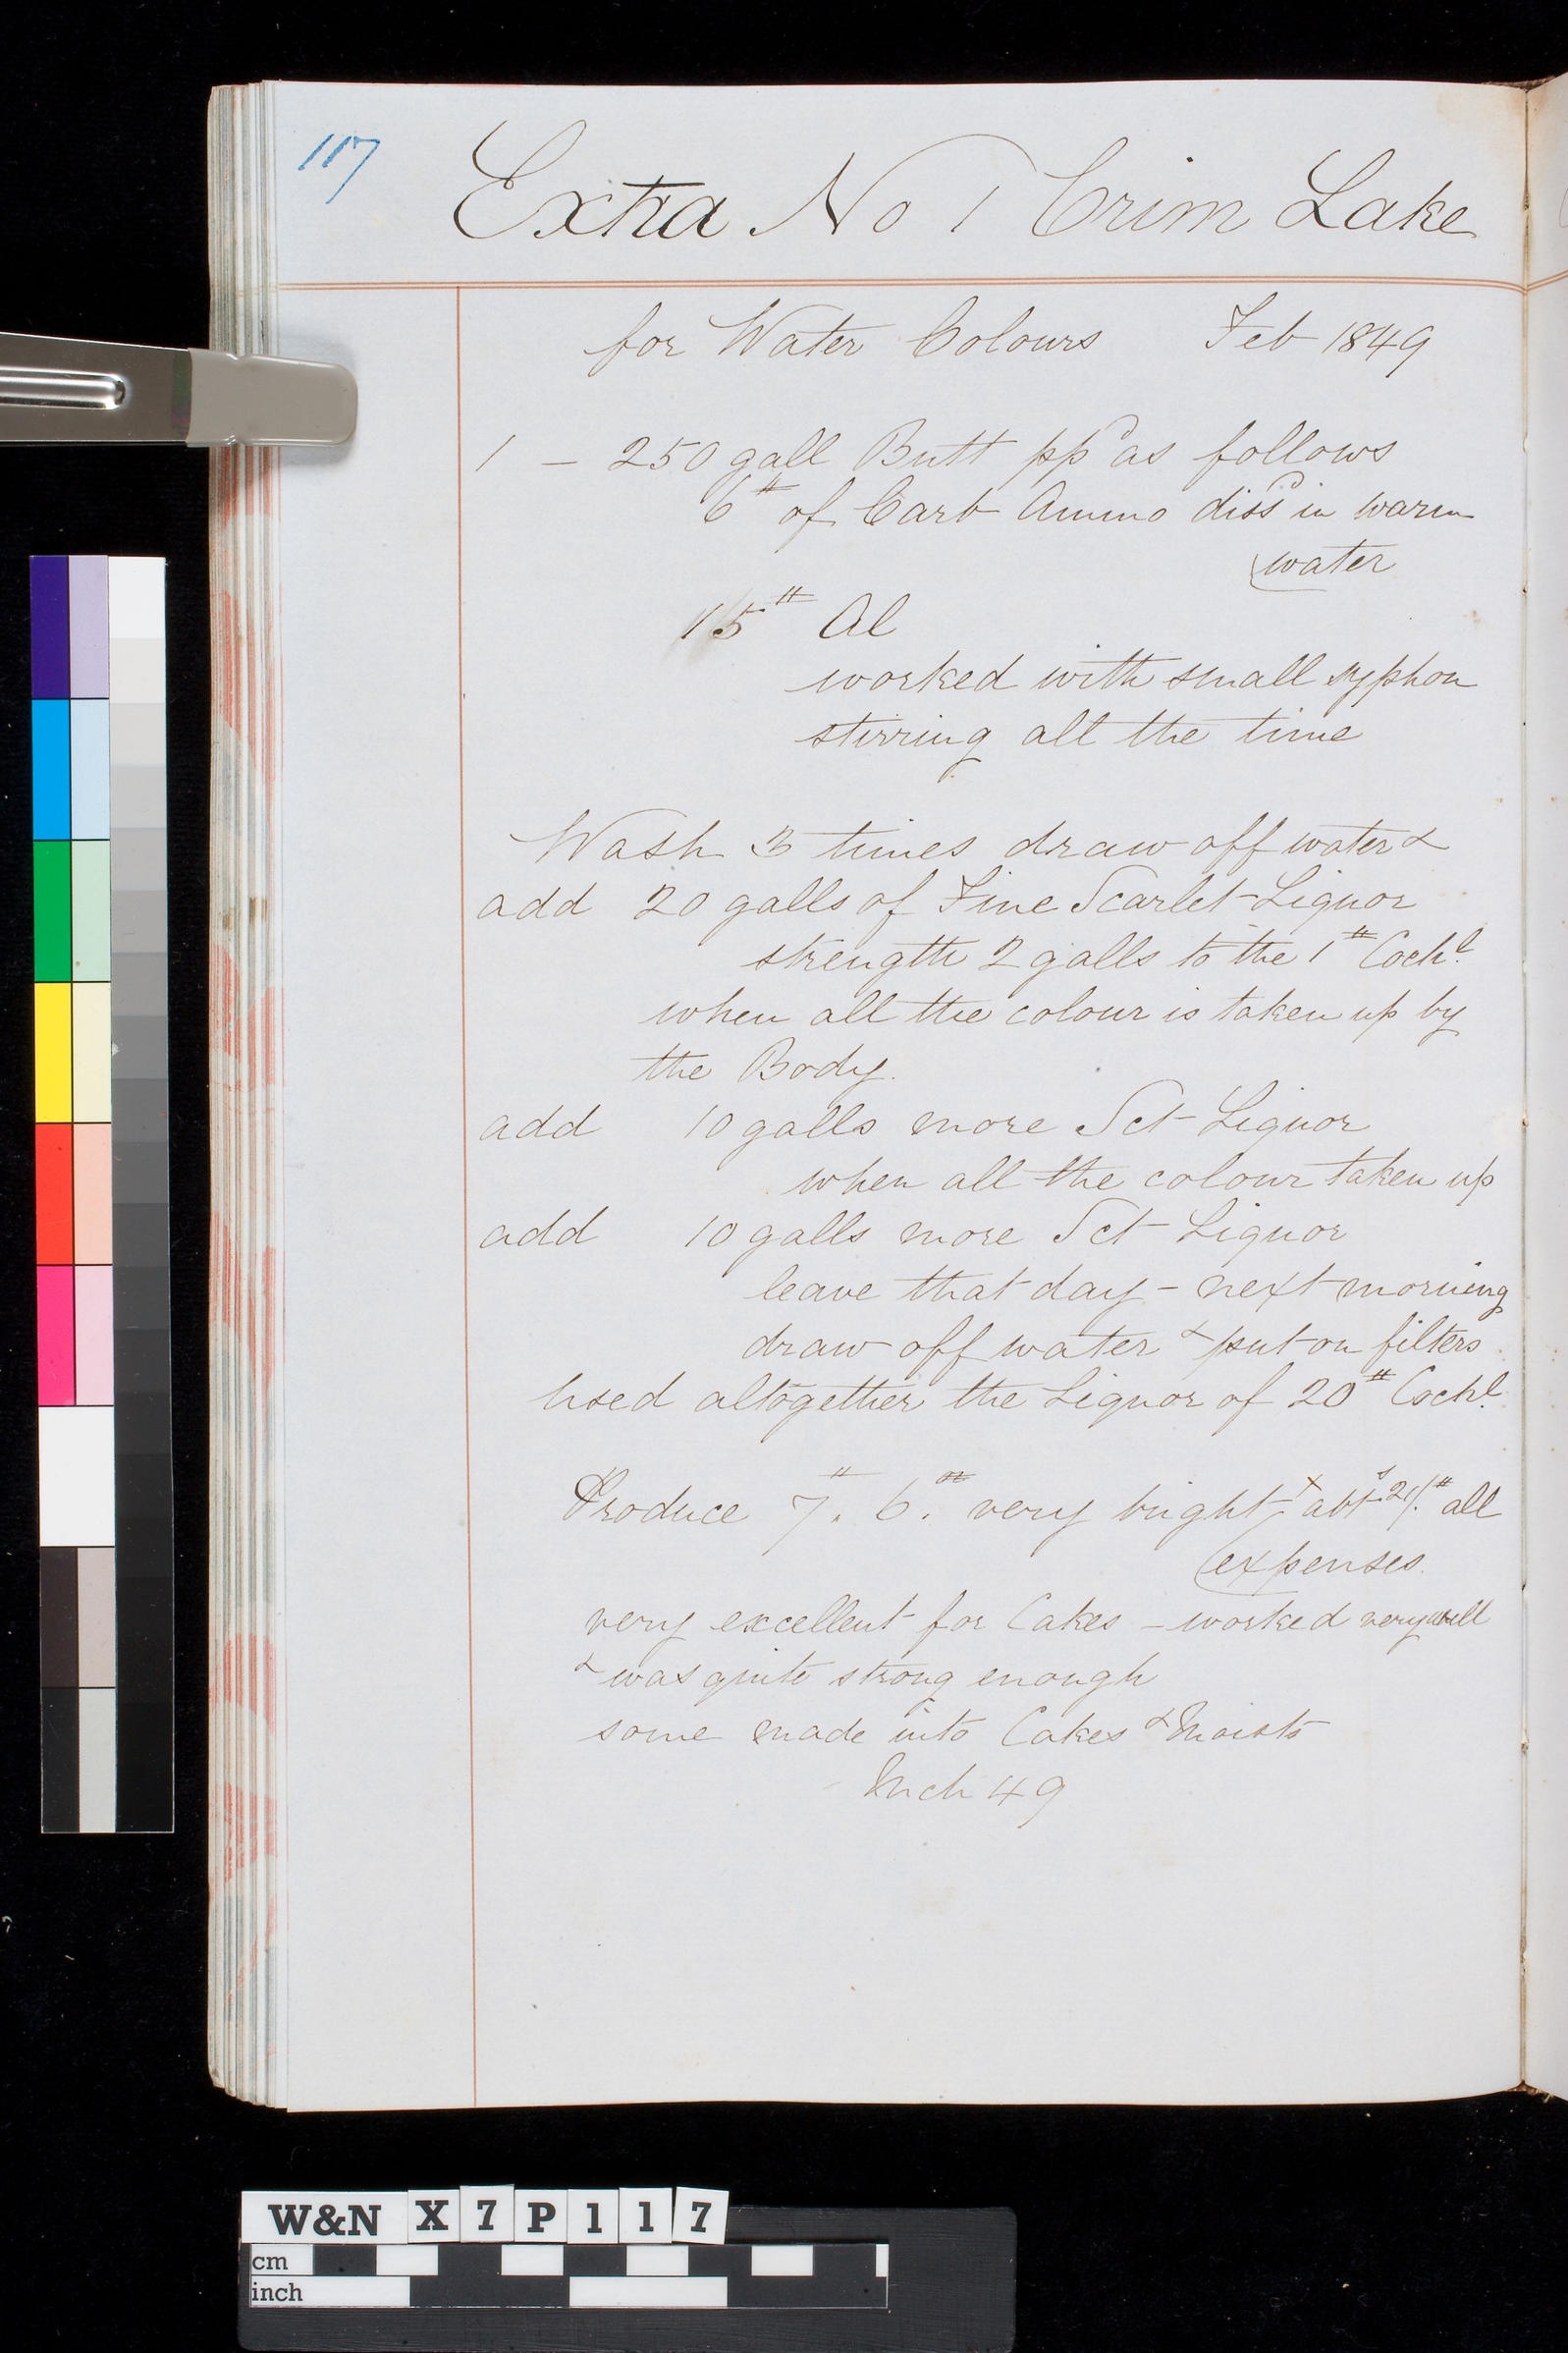 117
Extra No 1 Crim Lake
for Water Colours Feb 1849
1 – 250 gall Butt ppd as follows
6# of Carb Ammo dissd in warm
water
15# Al
worked with small syphon
stirring all the time
Wash 3 times draw off water &
add 20 galls of Fine Scarlet Liquor
strength 2 galls to the 1# Cochl.
when all the colour is taken up by
the Body.
add 10 galls more Sct Liquor
when all the colour taken up
add 10 galls more Sct Liquor
leave that day – next morning
draw off water & put on filters
Used altogether the Liquor of 20# Cochl.
Produce 7#. 6.oz very bright abt 21/. # all
expenses.
very excellent for Cakes – worked very well
& was quite strong enough
some made into Cakes & Moists
Mch 49
W&N X7P117
cm
inch